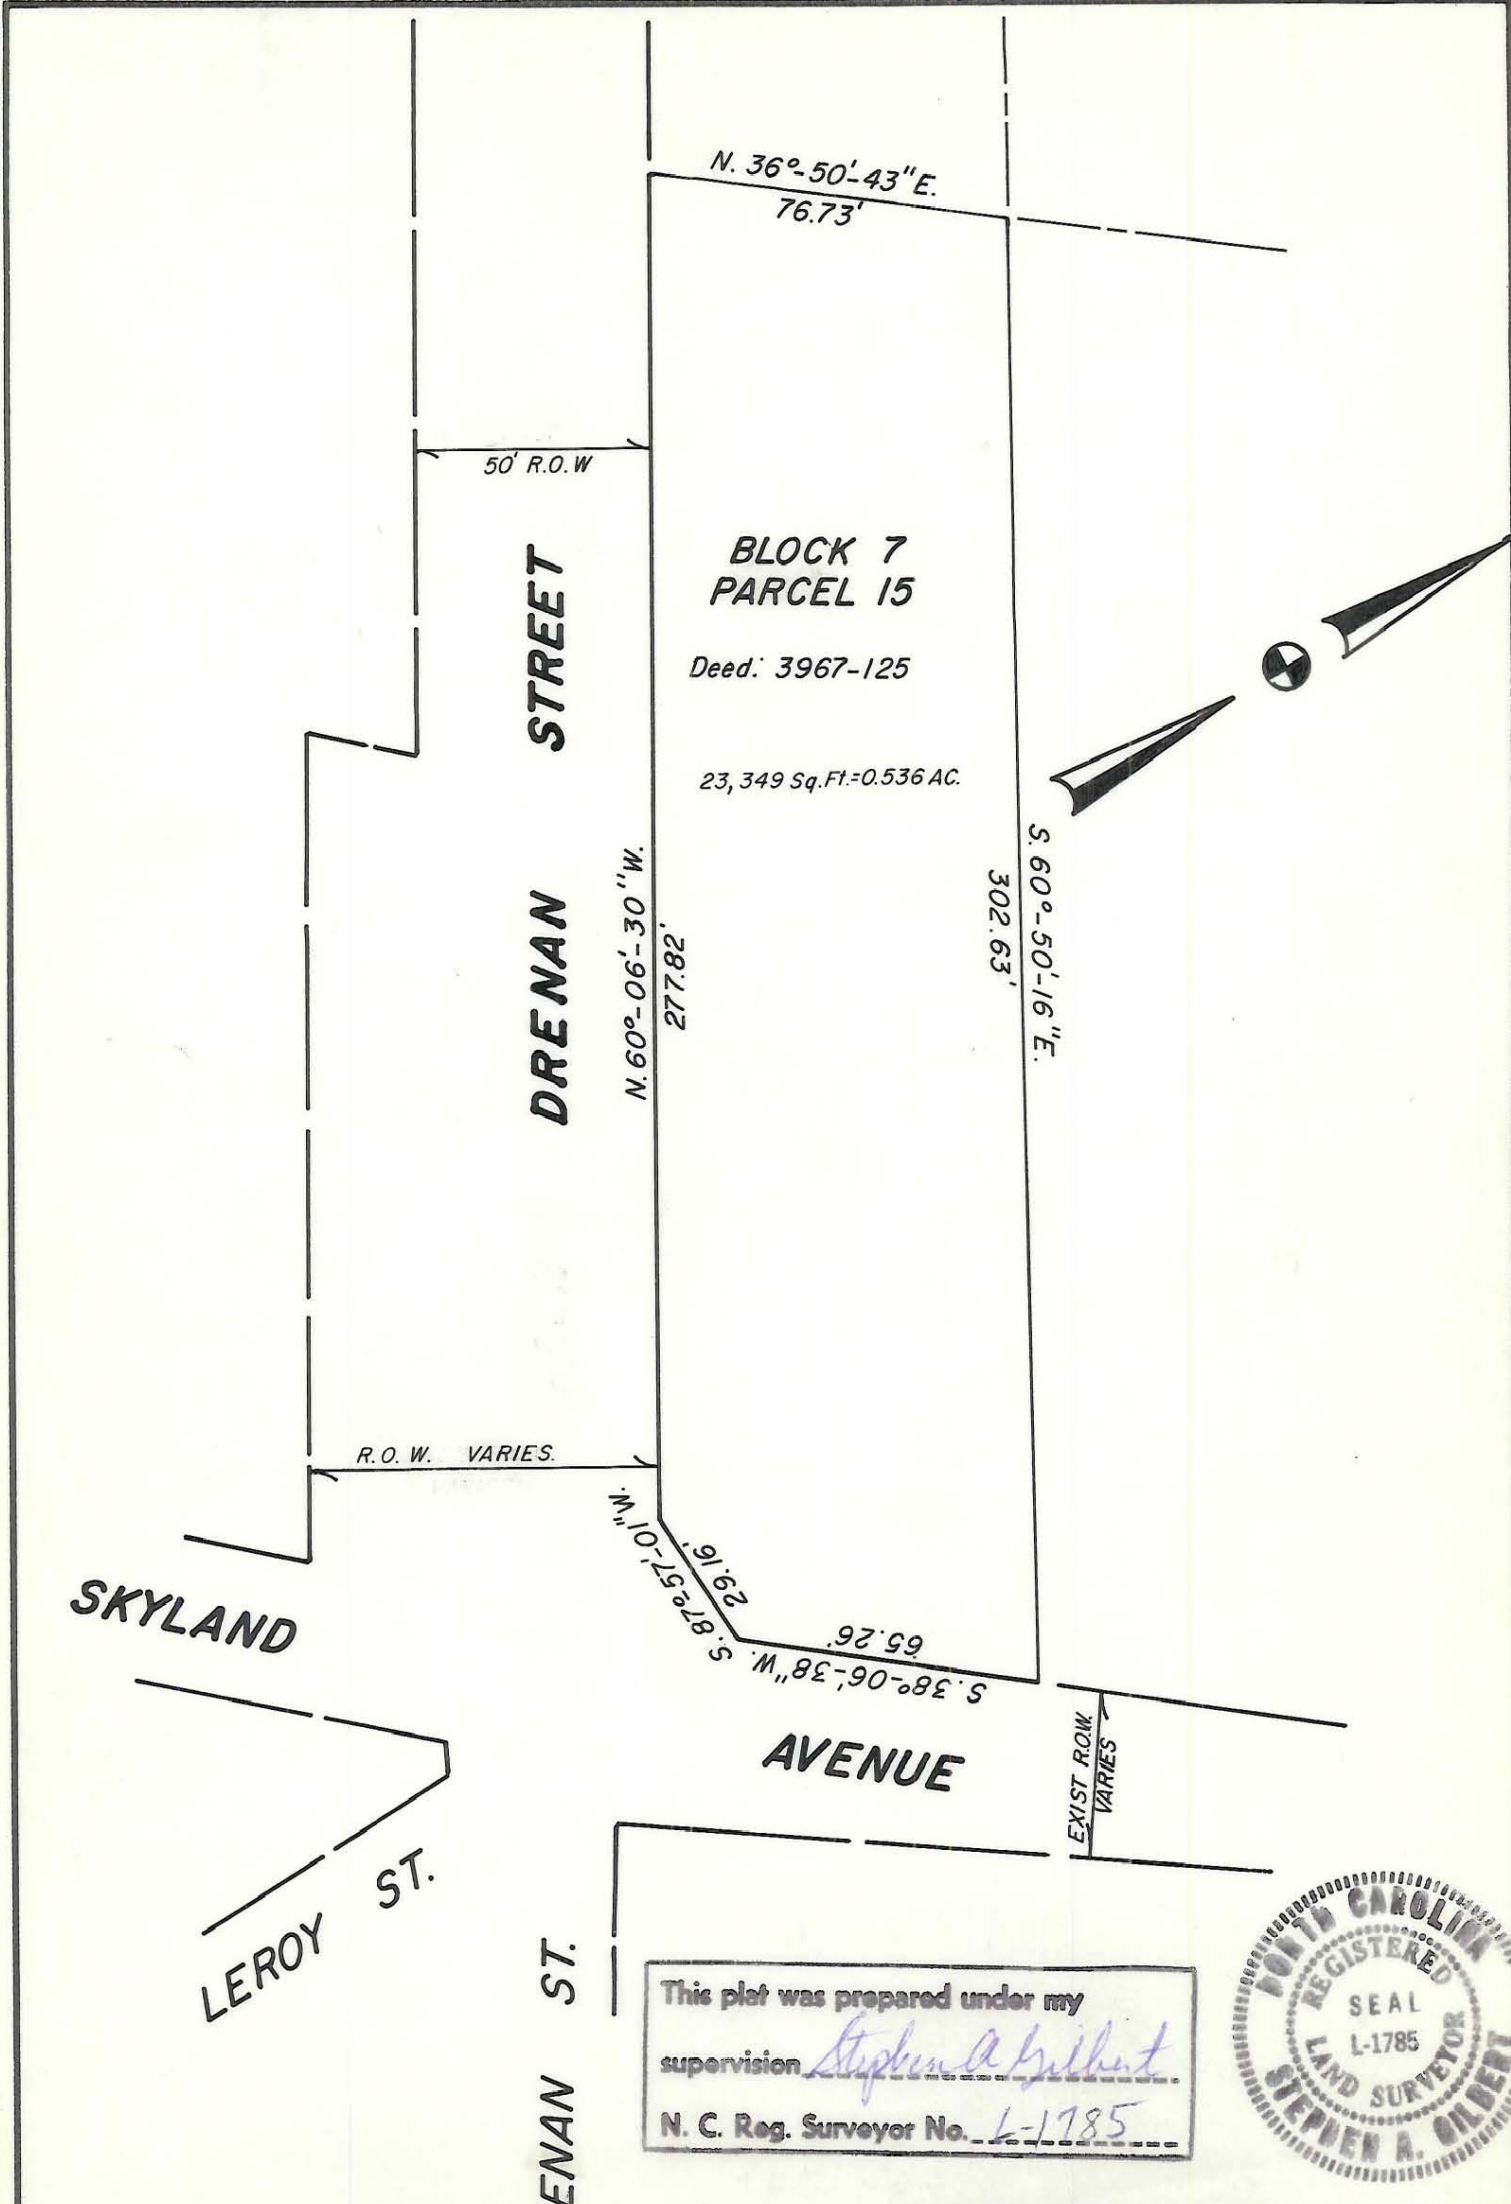 N. 36°-50'-43"E.
76.73'
50' R.O.W
BLOCK 7
PARCEL 15
Deed: 3967-125
23,349 Sq.Ft.=0.536 AC.
DRENAN STREET
N.60°-06'-30"W.
277.82'
S. 60°-50'-16"E.
302.63'
R.O.W. VARIES.
S. 87°-57'-01"W.
29.16'
65.26'
S. 38°-06'-38"W.
SKYLAND
AVENUE
EXIST R.O.W.
VARIES
LEROY ST.
ENAN ST.
This plat was prepared under my
supervision Stephen A Gilbert
N. C. Reg. Surveyor No. L-1785
NORTH CAROLINA
REGISTERED
SEAL
L-1785
LAND SURVEYOR
STEPHEN A. GILBERT